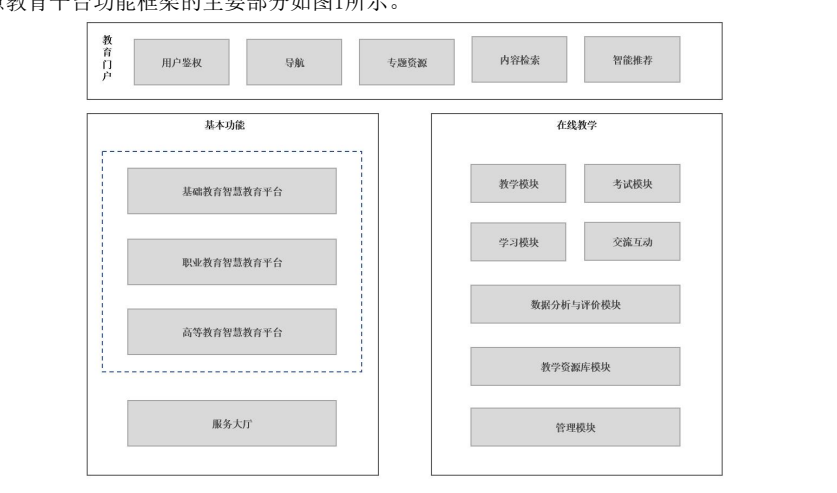 教育平台功能框架的主要部分如图1所示。
教育门户
用户鉴权
导航
专题资源
内容检索
智能推荐
基本功能
基础教育智慧教育平台
职业教育智慧教育平台
高等教育智慧教育平台
服务大厅
在线教学
教学模块
考试模块
学习模块
交流互动
数据分析与评价模块
教学资源库模块
管理模块